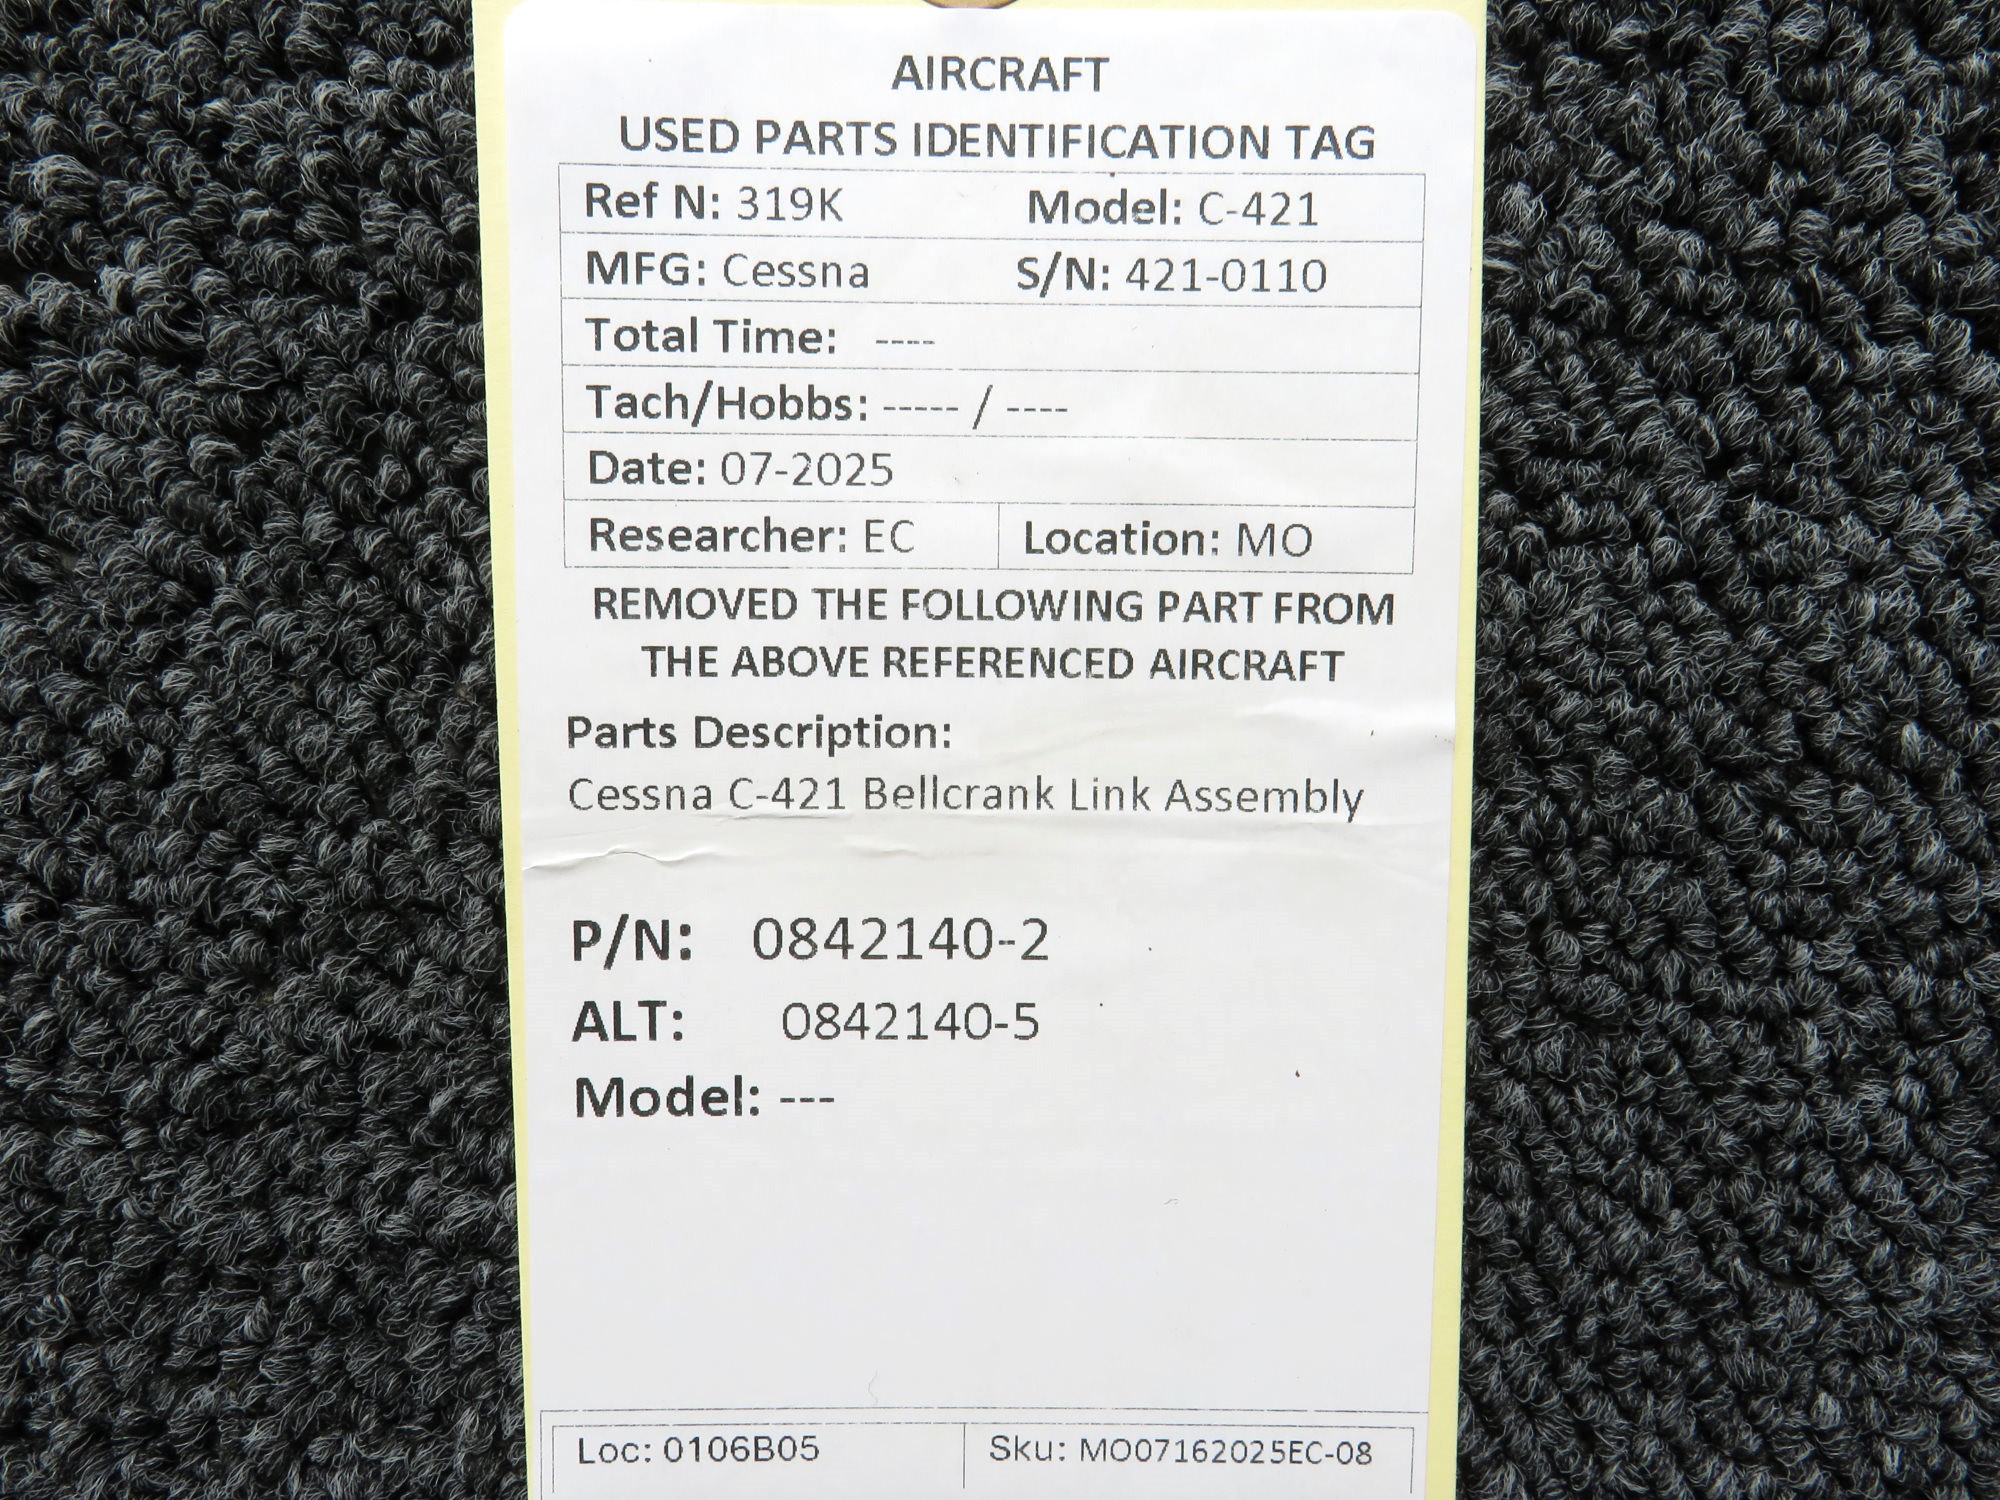 AIRCRAFT
USED PARTS IDENTIFICATION TAG
Ref N: 319K Model: C-421
MFG: Cessna S/N: 421-0110
Total Time: ----
Tach/Hobbs: ----- / ----
Date: 07-2025
Researcher: EC Location: MO
REMOVED THE FOLLOWING PART FROM
THE ABOVE REFERENCED AIRCRAFT
Parts Description:
Cessna C-421 Bellcrank Link Assembly
P/N: 0842140-2
ALT: 0842140-5
Model: ---
Loc: 0106B05 Sku: MO07162025EC-08